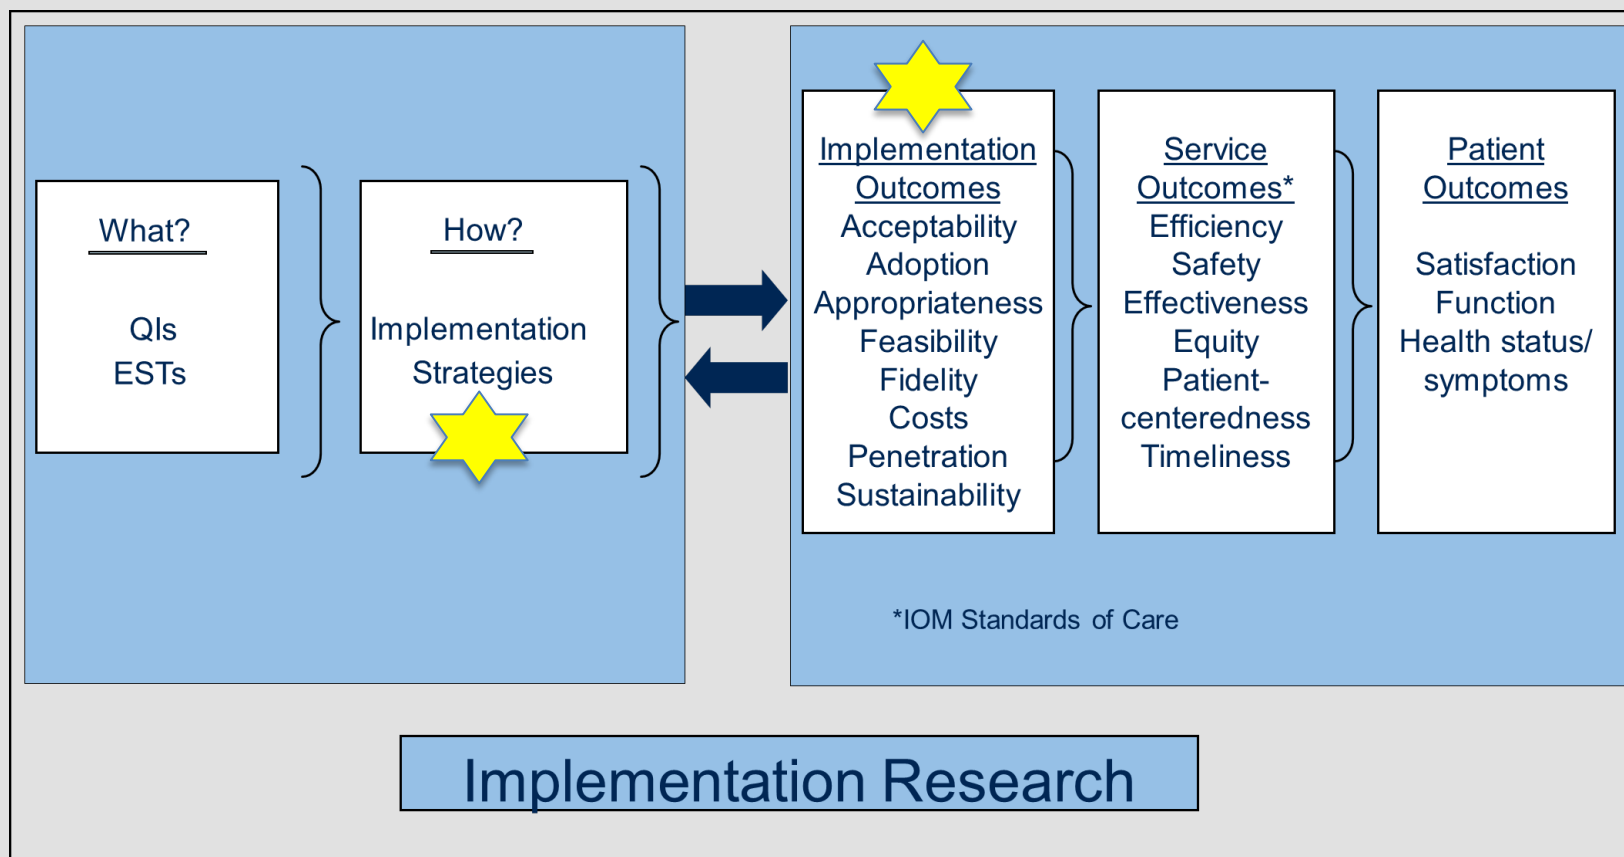 What?
QIs
ESTs
How?
Implementation
Strategies
Implementation
Outcomes
Acceptability
Adoption
Appropriateness
Feasibility
Fidelity
Costs
Penetration
Sustainability
Service
Outcomes*
Efficiency
Safety
Effectiveness
Equity
Patient-
centeredness
Timeliness
Patient
Outcomes
Satisfaction
Function
Health status/
symptoms
*IOM Standards of Care
Implementation Research